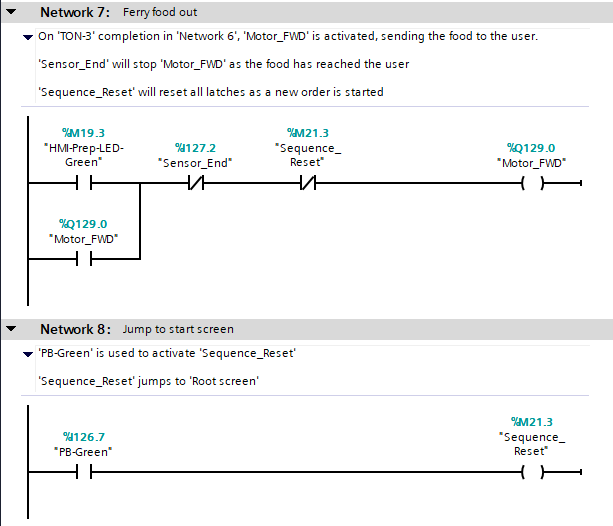 Network 7: Ferry food out
On 'TON-3' completion in 'Network 6', 'Motor_FWD' is activated, sending the food to the user.
'Sensor_End' will stop 'Motor_FWD' as the food has reached the user
'Sequence_Reset' will reset all latches as a new order is started
%M19.3
"HMI-Prep-LED-
Green"
%I127.2
"Sensor_End"
%M21.3
"Sequence_
Reset"
%Q129.0
"Motor_FWD"
%Q129.0
"Motor_FWD"
Network 8: Jump to start screen
'PB-Green' is used to activate 'Sequence_Reset'
'Sequence_Reset' jumps to 'Root screen'
%I126.7
"PB-Green"
%M21.3
"Sequence_
Reset"